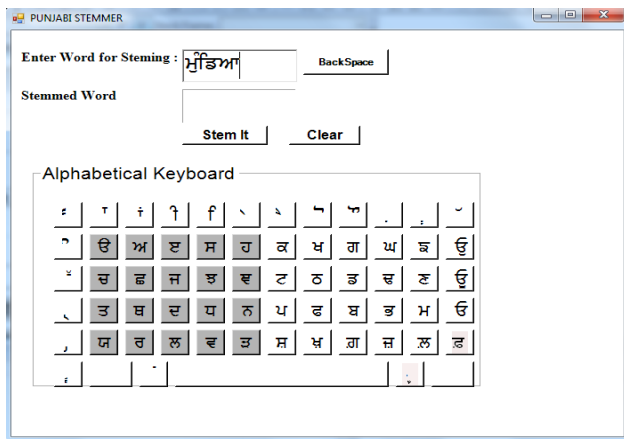 PUNJABI STEMMER
Enter Word for Steming : ਮੁੰਡਿਆ BackSpace
Stemmed Word
Stem It Clear
Alphabetical Keyboard
ੳ ਅ ੲ ਸ ਹ ਕ ਖ ਗ ਘ ਙ ਉ
ਚ ਛ ਜ ਝ ਞ ਟ ਠ ਡ ਢ ਣ ਊ
ਤ ਥ ਦ ਧ ਨ ਪ ਫ ਬ ਭ ਮ ਓ
ਯ ਰ ਲ ਵ ੜ ਸ਼ ਖ਼ ਗ਼ ਜ਼ ਲ਼ ਫ਼